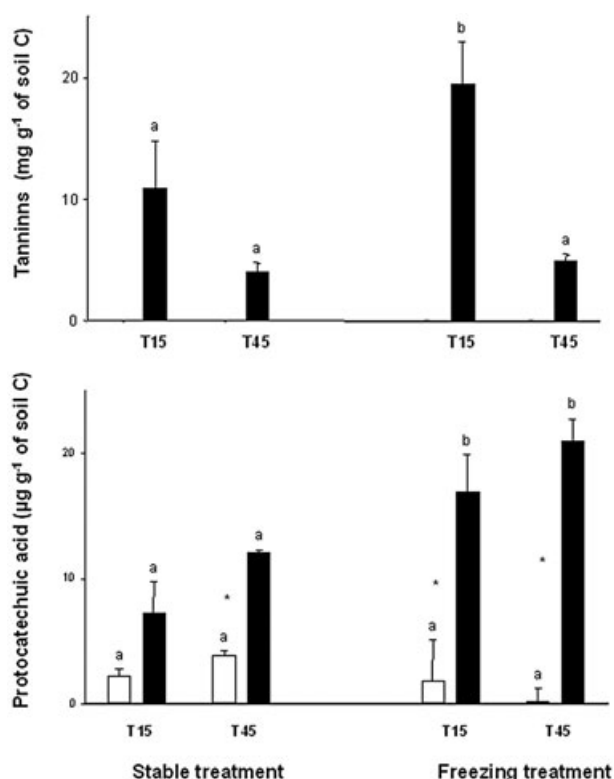 Tanninns (mg g⁻¹ of soil C)
20
10
0
a
a
b
a
T15
T45
T15
T45
Protocatechuic acid (µg g⁻¹ of soil C)
20
10
0
a
a
*
a
a
*
a
b
*
a
b
T15
T45
T15
T45
Stable treatment
Freezing treatment